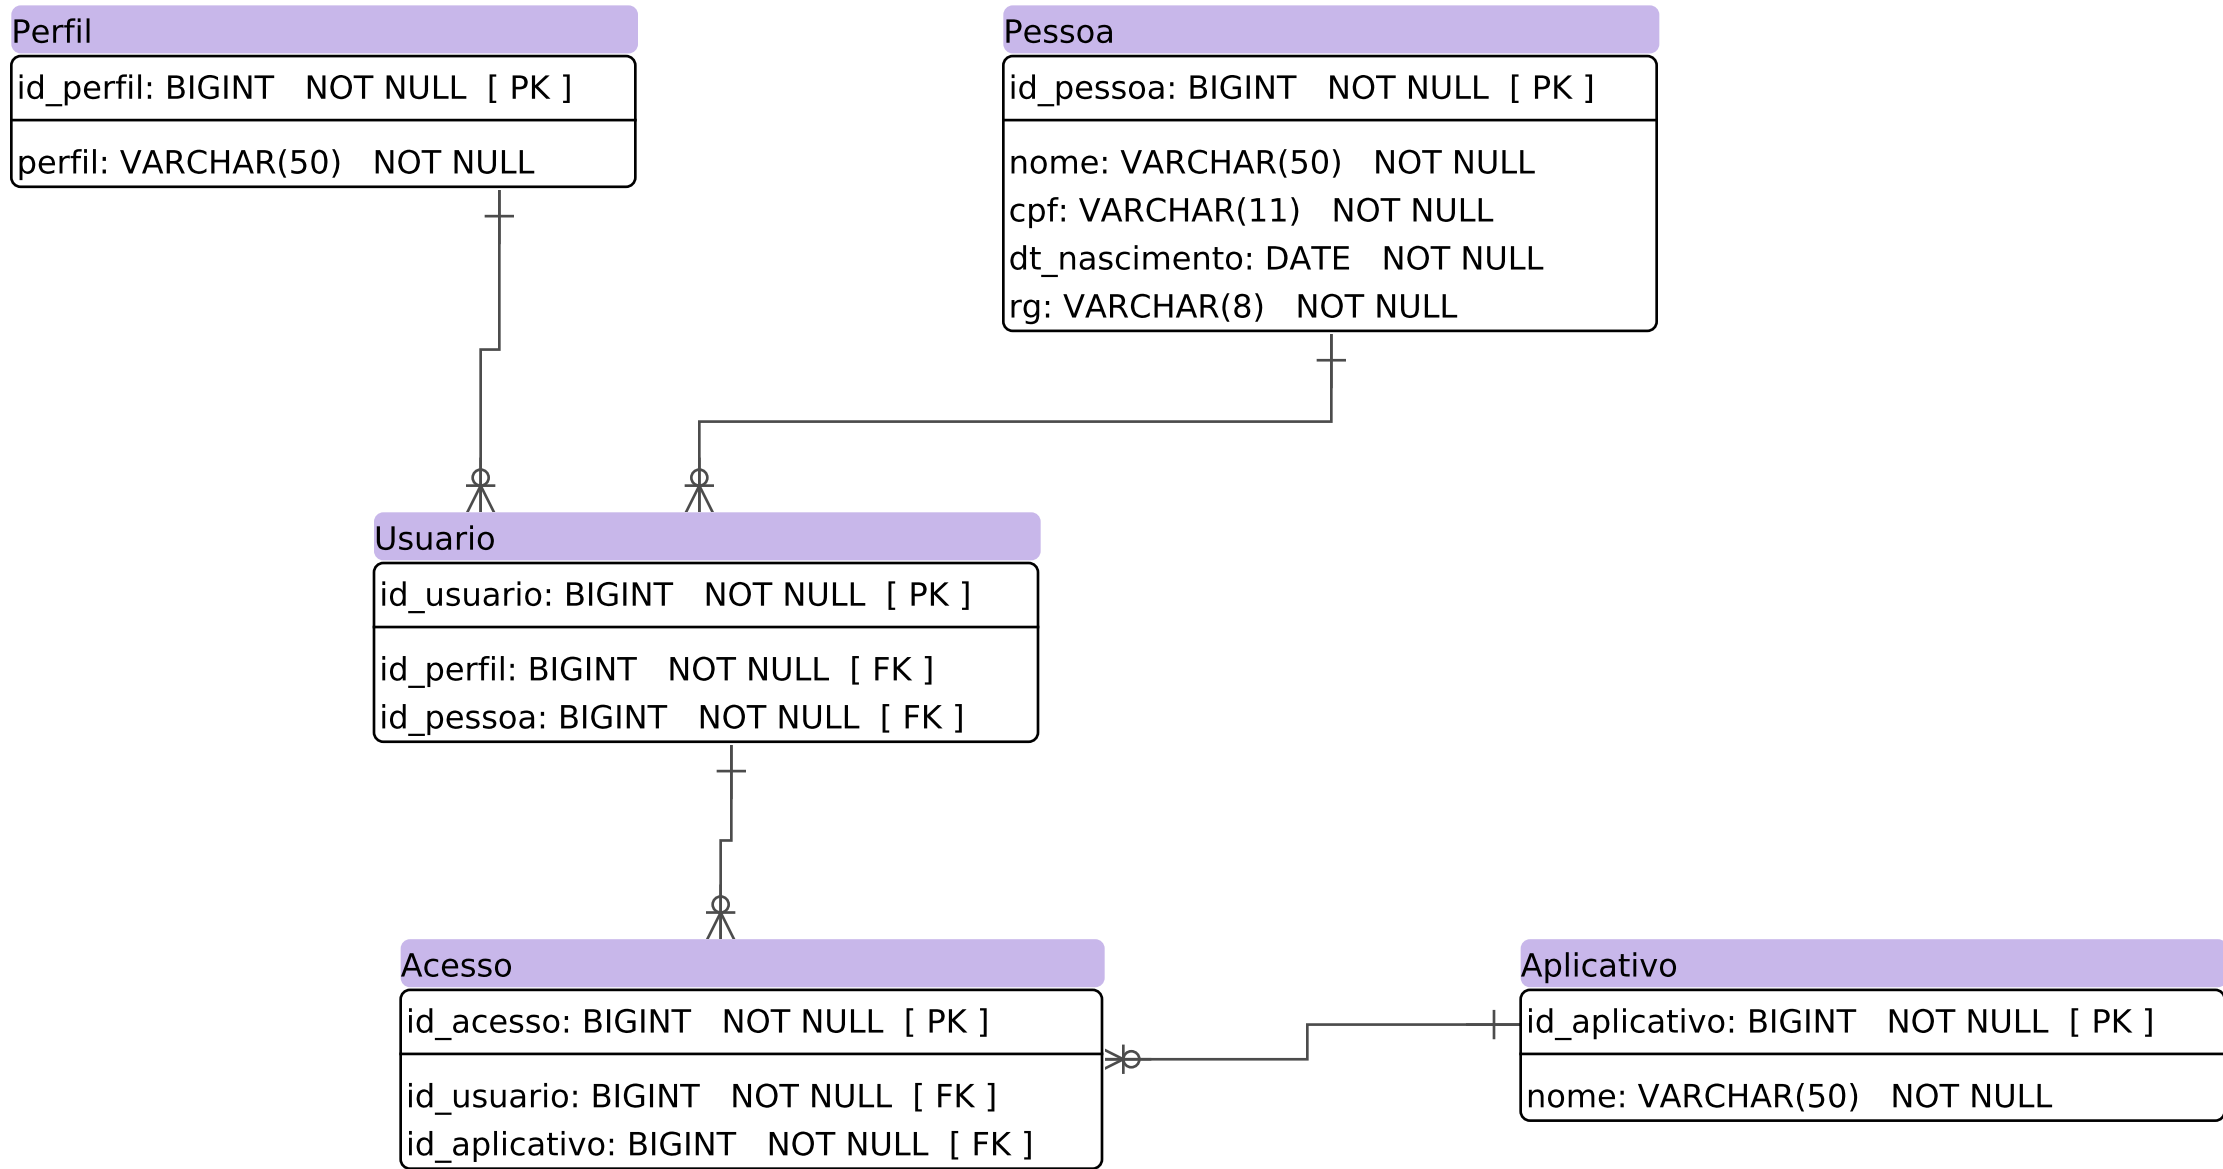 Perfil
id_perfil: BIGINT NOT NULL [ PK ]
perfil: VARCHAR(50) NOT NULL
Pessoa
id_pessoa: BIGINT NOT NULL [ PK ]
nome: VARCHAR(50) NOT NULL
cpf: VARCHAR(11) NOT NULL
dt_nascimento: DATE NOT NULL
rg: VARCHAR(8) NOT NULL
Usuario
id_usuario: BIGINT NOT NULL [ PK ]
id_perfil: BIGINT NOT NULL [ FK ]
id_pessoa: BIGINT NOT NULL [ FK ]
Acesso
id_acesso: BIGINT NOT NULL [ PK ]
id_usuario: BIGINT NOT NULL [ FK ]
id_aplicativo: BIGINT NOT NULL [ FK ]
Aplicativo
id_aplicativo: BIGINT NOT NULL [ PK ]
nome: VARCHAR(50) NOT NULL